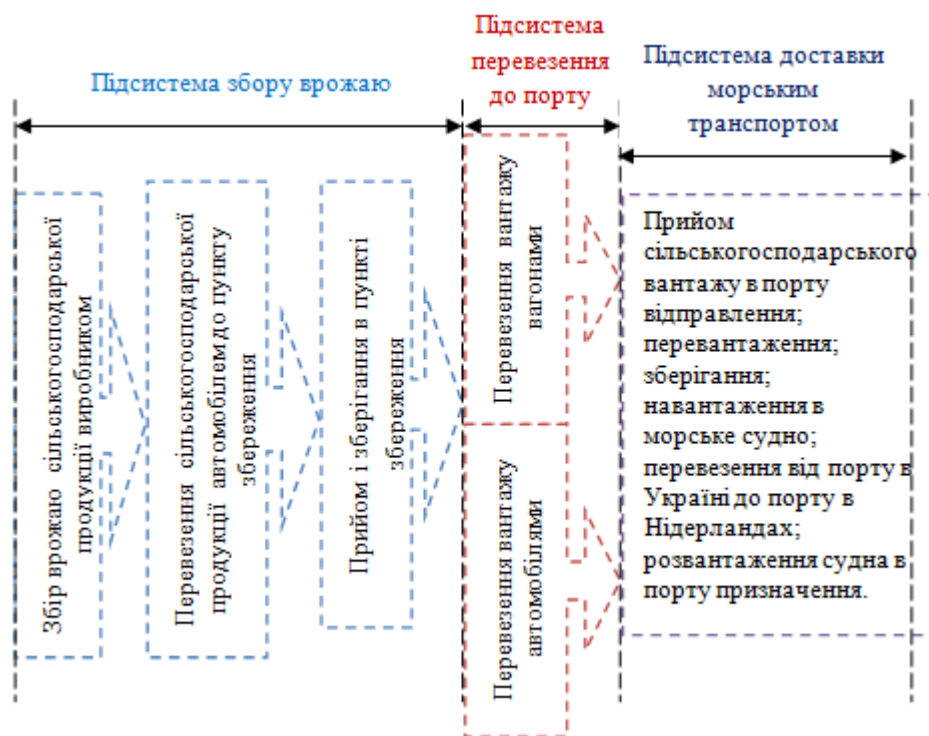 Підсистема збору врожаю
Підсистема
перевезення
до порту
Підсистема доставки
морським
транспортом
Збір врожаю сільськогосподарської
продукції виробником
Перевезення сільськогосподарської
продукції автомобілем до пункту
збереження
Прийом і зберігання в пункті
збереження
Перевезення вантажу
вагонами
Перевезення вантажу
автомобілями
Прийом
сільськогосподарського
вантажу в порту
відправлення;
перевантаження;
зберігання;
навантаження в
морське судно;
перевезення від порту в
Україні до порту в
Нідерландах;
розвантаження судна в
порту призначення.